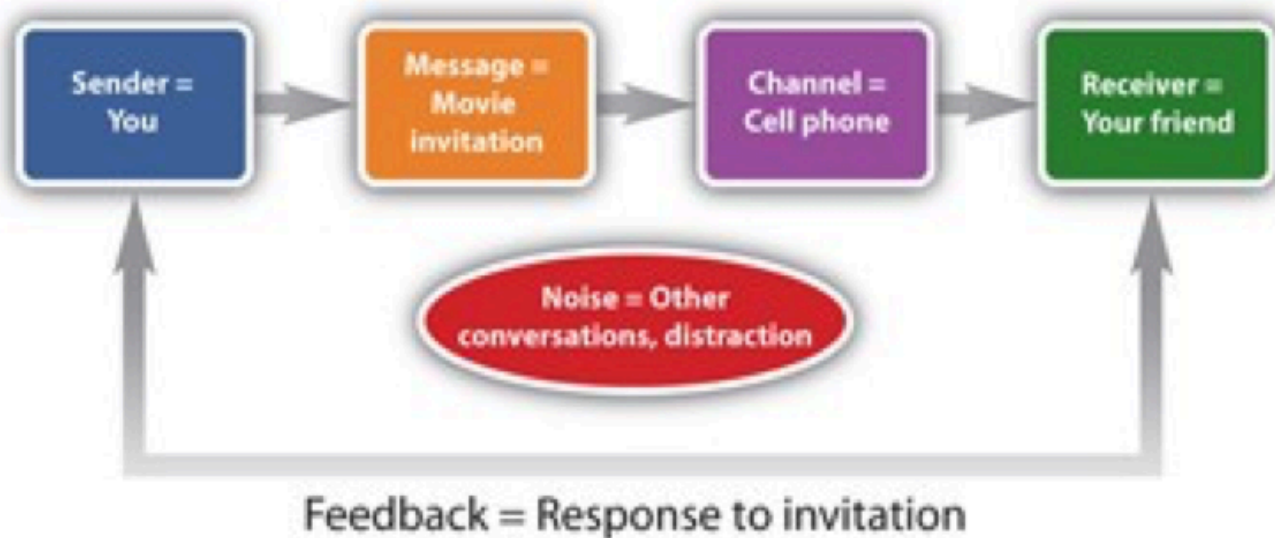 Sender =
You
Message =
Movie
invitation
Channel =
Cell phone
Receiver =
Your friend
Noise = Other
conversations, distraction
Feedback = Response to invitation